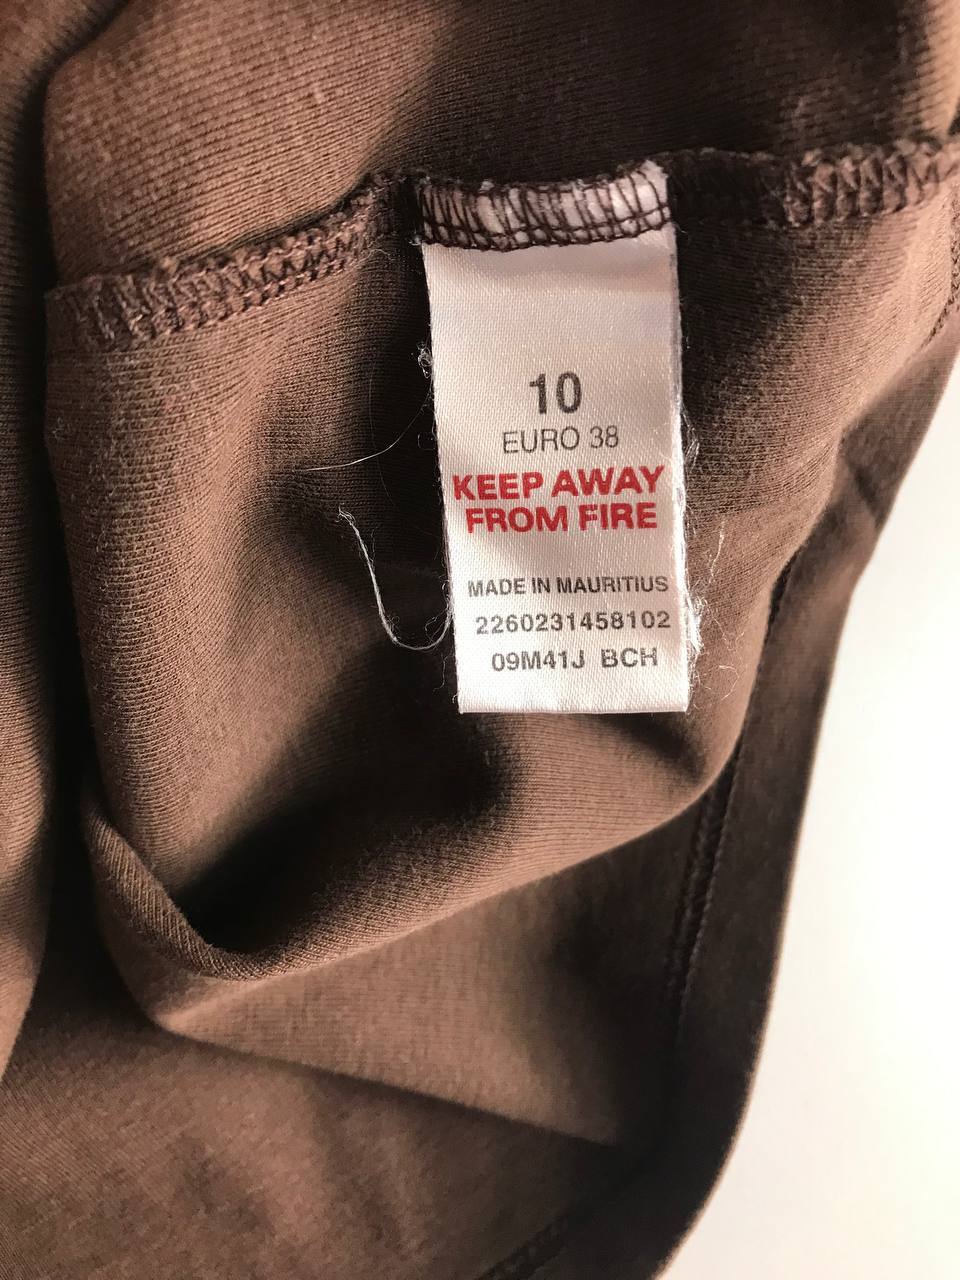 10
EURO 38
KEEP AWAY
FROM FIRE
MADE IN MAURITIUS
2260231458102
09M41J BCH